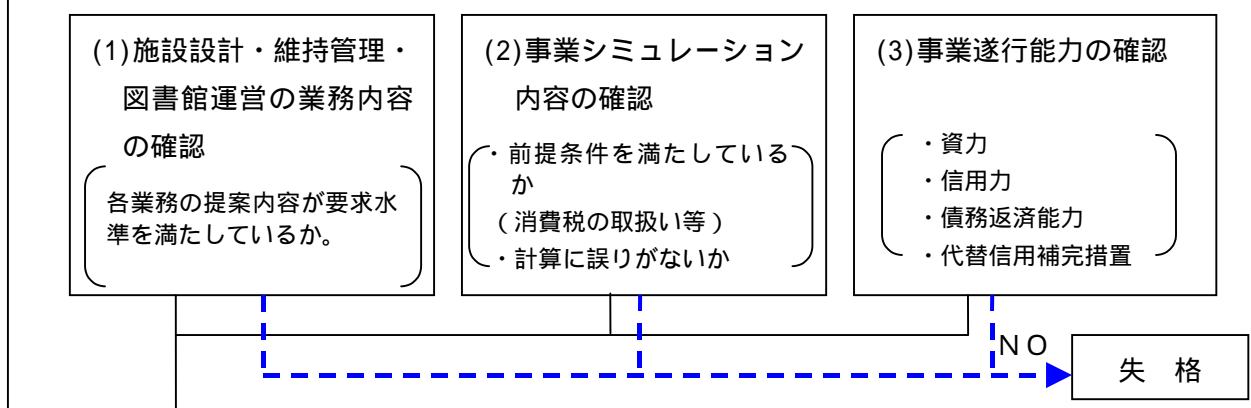 (1)施設設計・維持管理・
図書館運営の業務内容
の確認
各業務の提案内容が要求水
準を満たしているか。
(2)事業シミュレーション
内容の確認
・前提条件を満たしている
か
(消費税の取扱い等)
・計算に誤りがないか
(3)事業遂行能力の確認
・資力
・信用力
・債務返済能力
・代替信用補完措置
ＮＯ
失　格